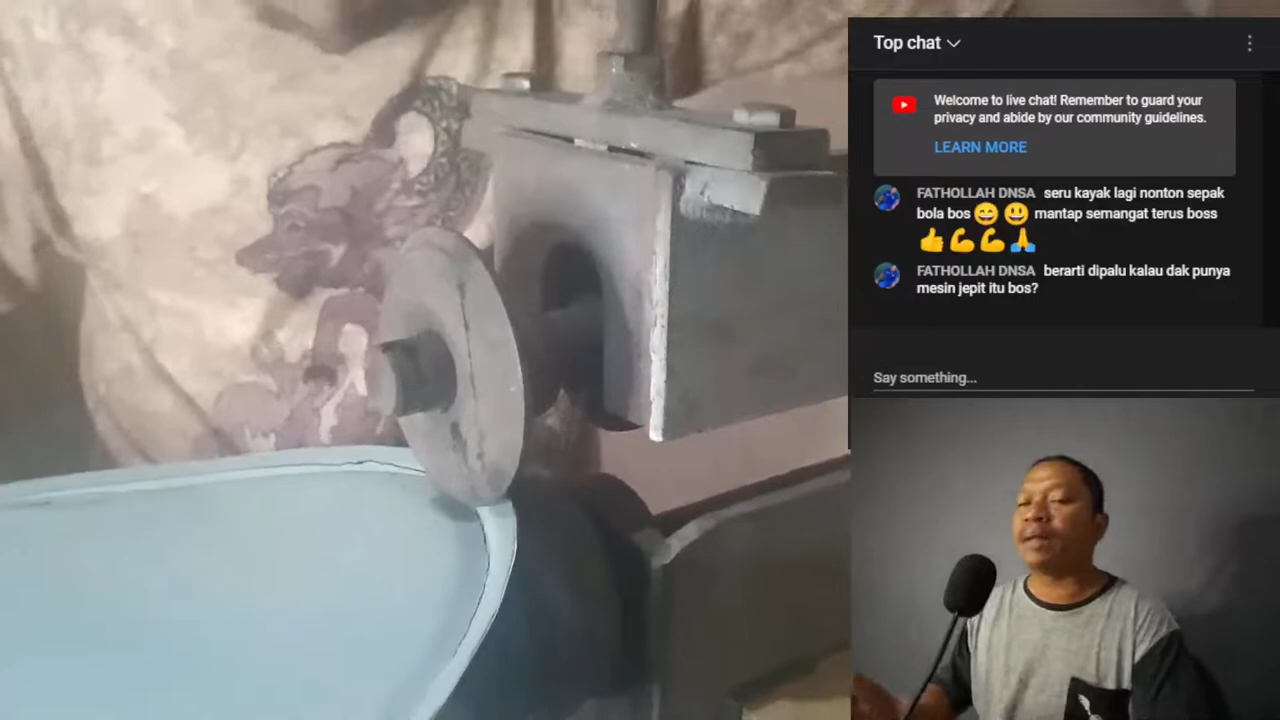 Top chat
Welcome to live chat! Remember to guard your
privacy and abide by our community guidelines.
LEARN MORE
FATHOLLAH DNSA seru kayak lagi nonton sepak
bola bos😄 😃 mantap semangat terus boss
👍💪💪🙏
FATHOLLAH DNSA berarti dipalu kalau dak punya
mesin jepit itu bos?
Say something...